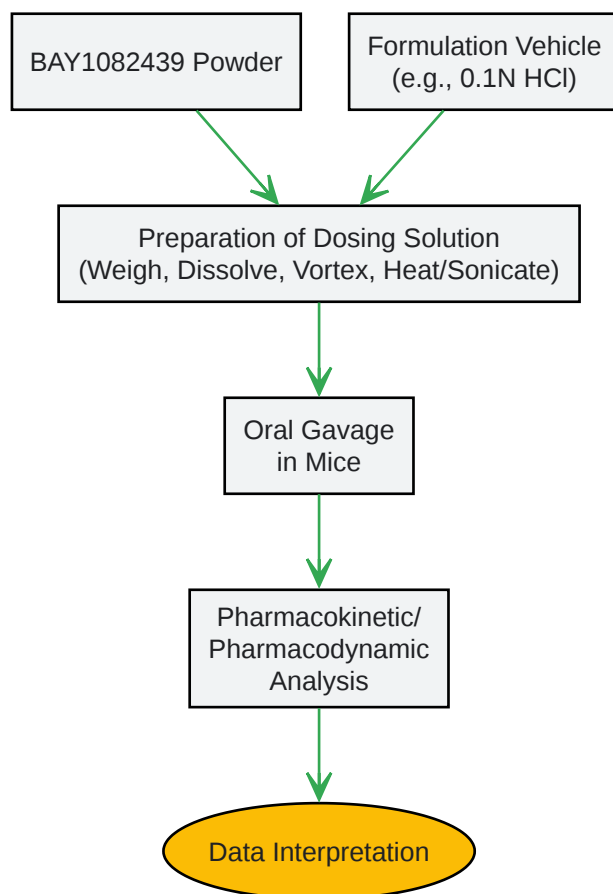 BAY1082439 Powder
Formulation Vehicle
(e.g., 0.1N HCl)
Preparation of Dosing Solution
(Weigh, Dissolve, Vortex, Heat/Sonicate)
Oral Gavage
in Mice
Pharmacokinetic/
Pharmacodynamic
Analysis
Data Interpretation